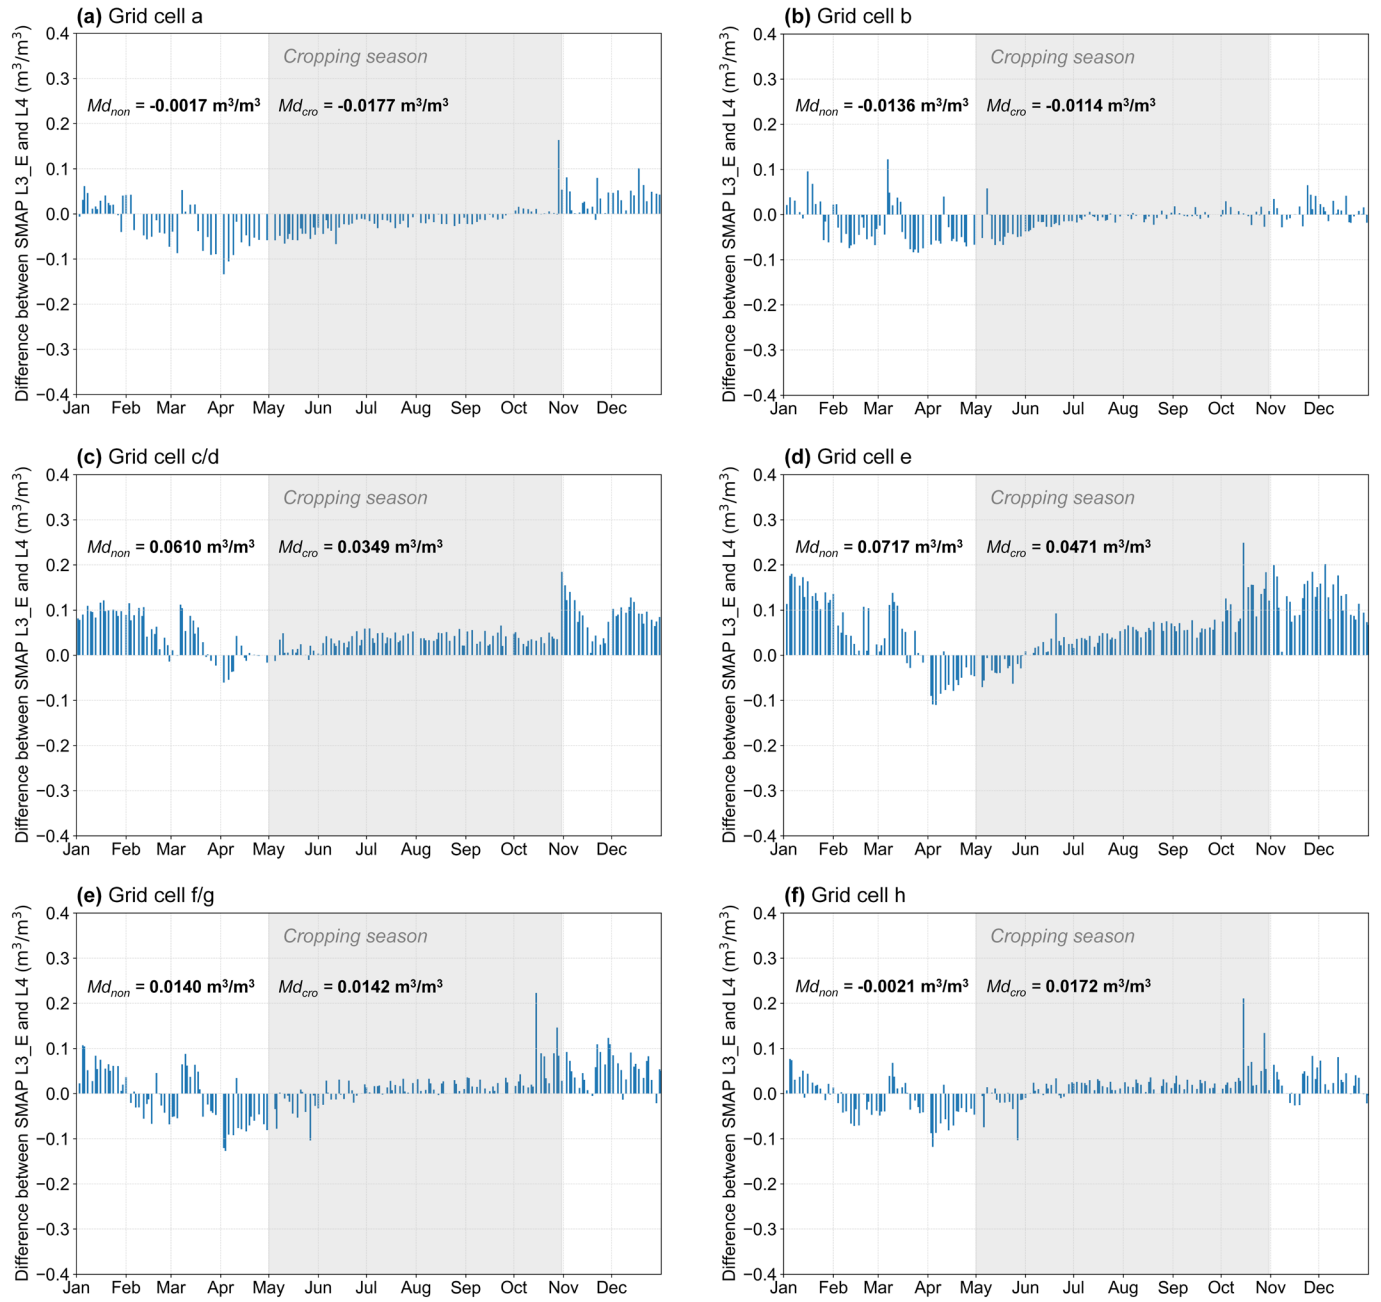 (a) Grid cell a
Difference between SMAP L3_E and L4 (m³/m³)
0.4
0.3
0.2
0.1
0.0
−0.1
−0.2
−0.3
−0.4
Cropping season
Md_non = -0.0017 m³/m³ Md_cro = -0.0177 m³/m³
Jan Feb Mar Apr May Jun Jul Aug Sep Oct Nov Dec
(b) Grid cell b
Difference between SMAP L3_E and L4 (m³/m³)
0.4
0.3
0.2
0.1
0.0
−0.1
−0.2
−0.3
−0.4
Cropping season
Md_non = -0.0136 m³/m³ Md_cro = -0.0114 m³/m³
Jan Feb Mar Apr May Jun Jul Aug Sep Oct Nov Dec
(c) Grid cell c/d
Difference between SMAP L3_E and L4 (m³/m³)
0.4
0.3
0.2
0.1
0.0
−0.1
−0.2
−0.3
−0.4
Cropping season
Md_non = 0.0610 m³/m³ Md_cro = 0.0349 m³/m³
Jan Feb Mar Apr May Jun Jul Aug Sep Oct Nov Dec
(d) Grid cell e
Difference between SMAP L3_E and L4 (m³/m³)
0.4
0.3
0.2
0.1
0.0
−0.1
−0.2
−0.3
−0.4
Cropping season
Md_non = 0.0717 m³/m³ Md_cro = 0.0471 m³/m³
Jan Feb Mar Apr May Jun Jul Aug Sep Oct Nov Dec
(e) Grid cell f/g
Difference between SMAP L3_E and L4 (m³/m³)
0.4
0.3
0.2
0.1
0.0
−0.1
−0.2
−0.3
−0.4
Cropping season
Md_non = 0.0140 m³/m³ Md_cro = 0.0142 m³/m³
Jan Feb Mar Apr May Jun Jul Aug Sep Oct Nov Dec
(f) Grid cell h
Difference between SMAP L3_E and L4 (m³/m³)
0.4
0.3
0.2
0.1
0.0
−0.1
−0.2
−0.3
−0.4
Cropping season
Md_non = -0.0021 m³/m³ Md_cro = 0.0172 m³/m³
Jan Feb Mar Apr May Jun Jul Aug Sep Oct Nov Dec